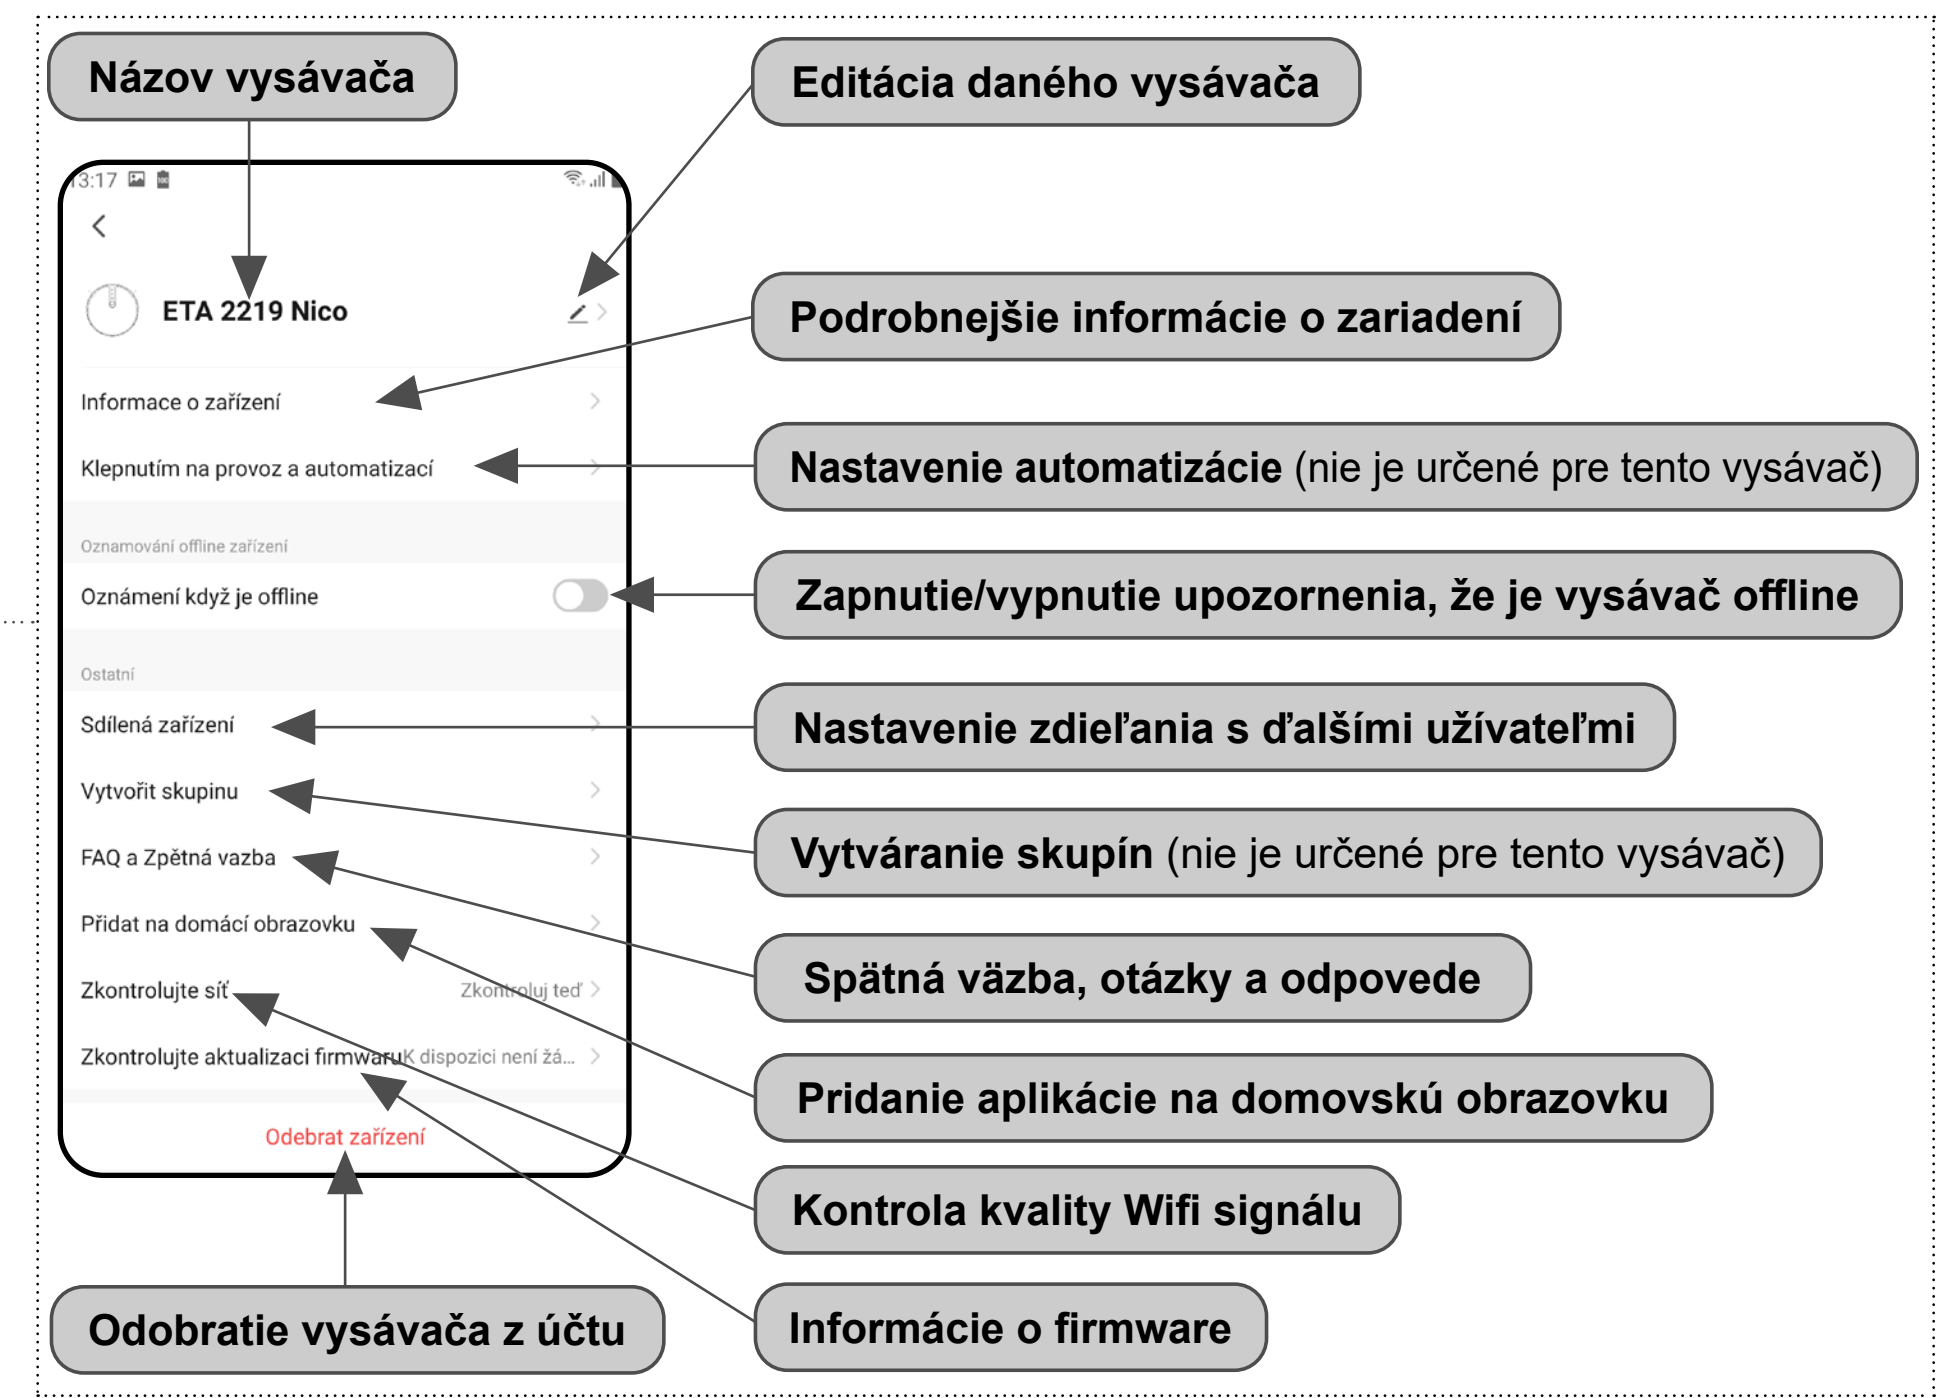 Názov vysávača
Editácia daného vysávača
13:17
ETA 2219 Nico
Podrobnejšie informácie o zariadení
Informace o zařízení
Klepnutím na provoz a automatizací
Nastavenie automatizácie (nie je určené pre tento vysávač)
Oznamování offline zařízení
Oznámení když je offline
Zapnutie/vypnutie upozornenia, že je vysávač offline
Ostatní
Sdílená zařízení
Nastavenie zdieľania s ďalšími užívateľmi
Vytvořit skupinu
Vytváranie skupín (nie je určené pre tento vysávač)
FAQ a Zpětná vazba
Přidat na domácí obrazovku
Spätná väzba, otázky a odpovede
Zkontrolujte síť Zkontroluj teď
Zkontrolujte aktualizaci firmwaru K dispozici není žá...
Pridanie aplikácie na domovskú obrazovku
Odebrat zařízení
Kontrola kvality Wifi signálu
Odobratie vysávača z účtu
Informácie o firmware